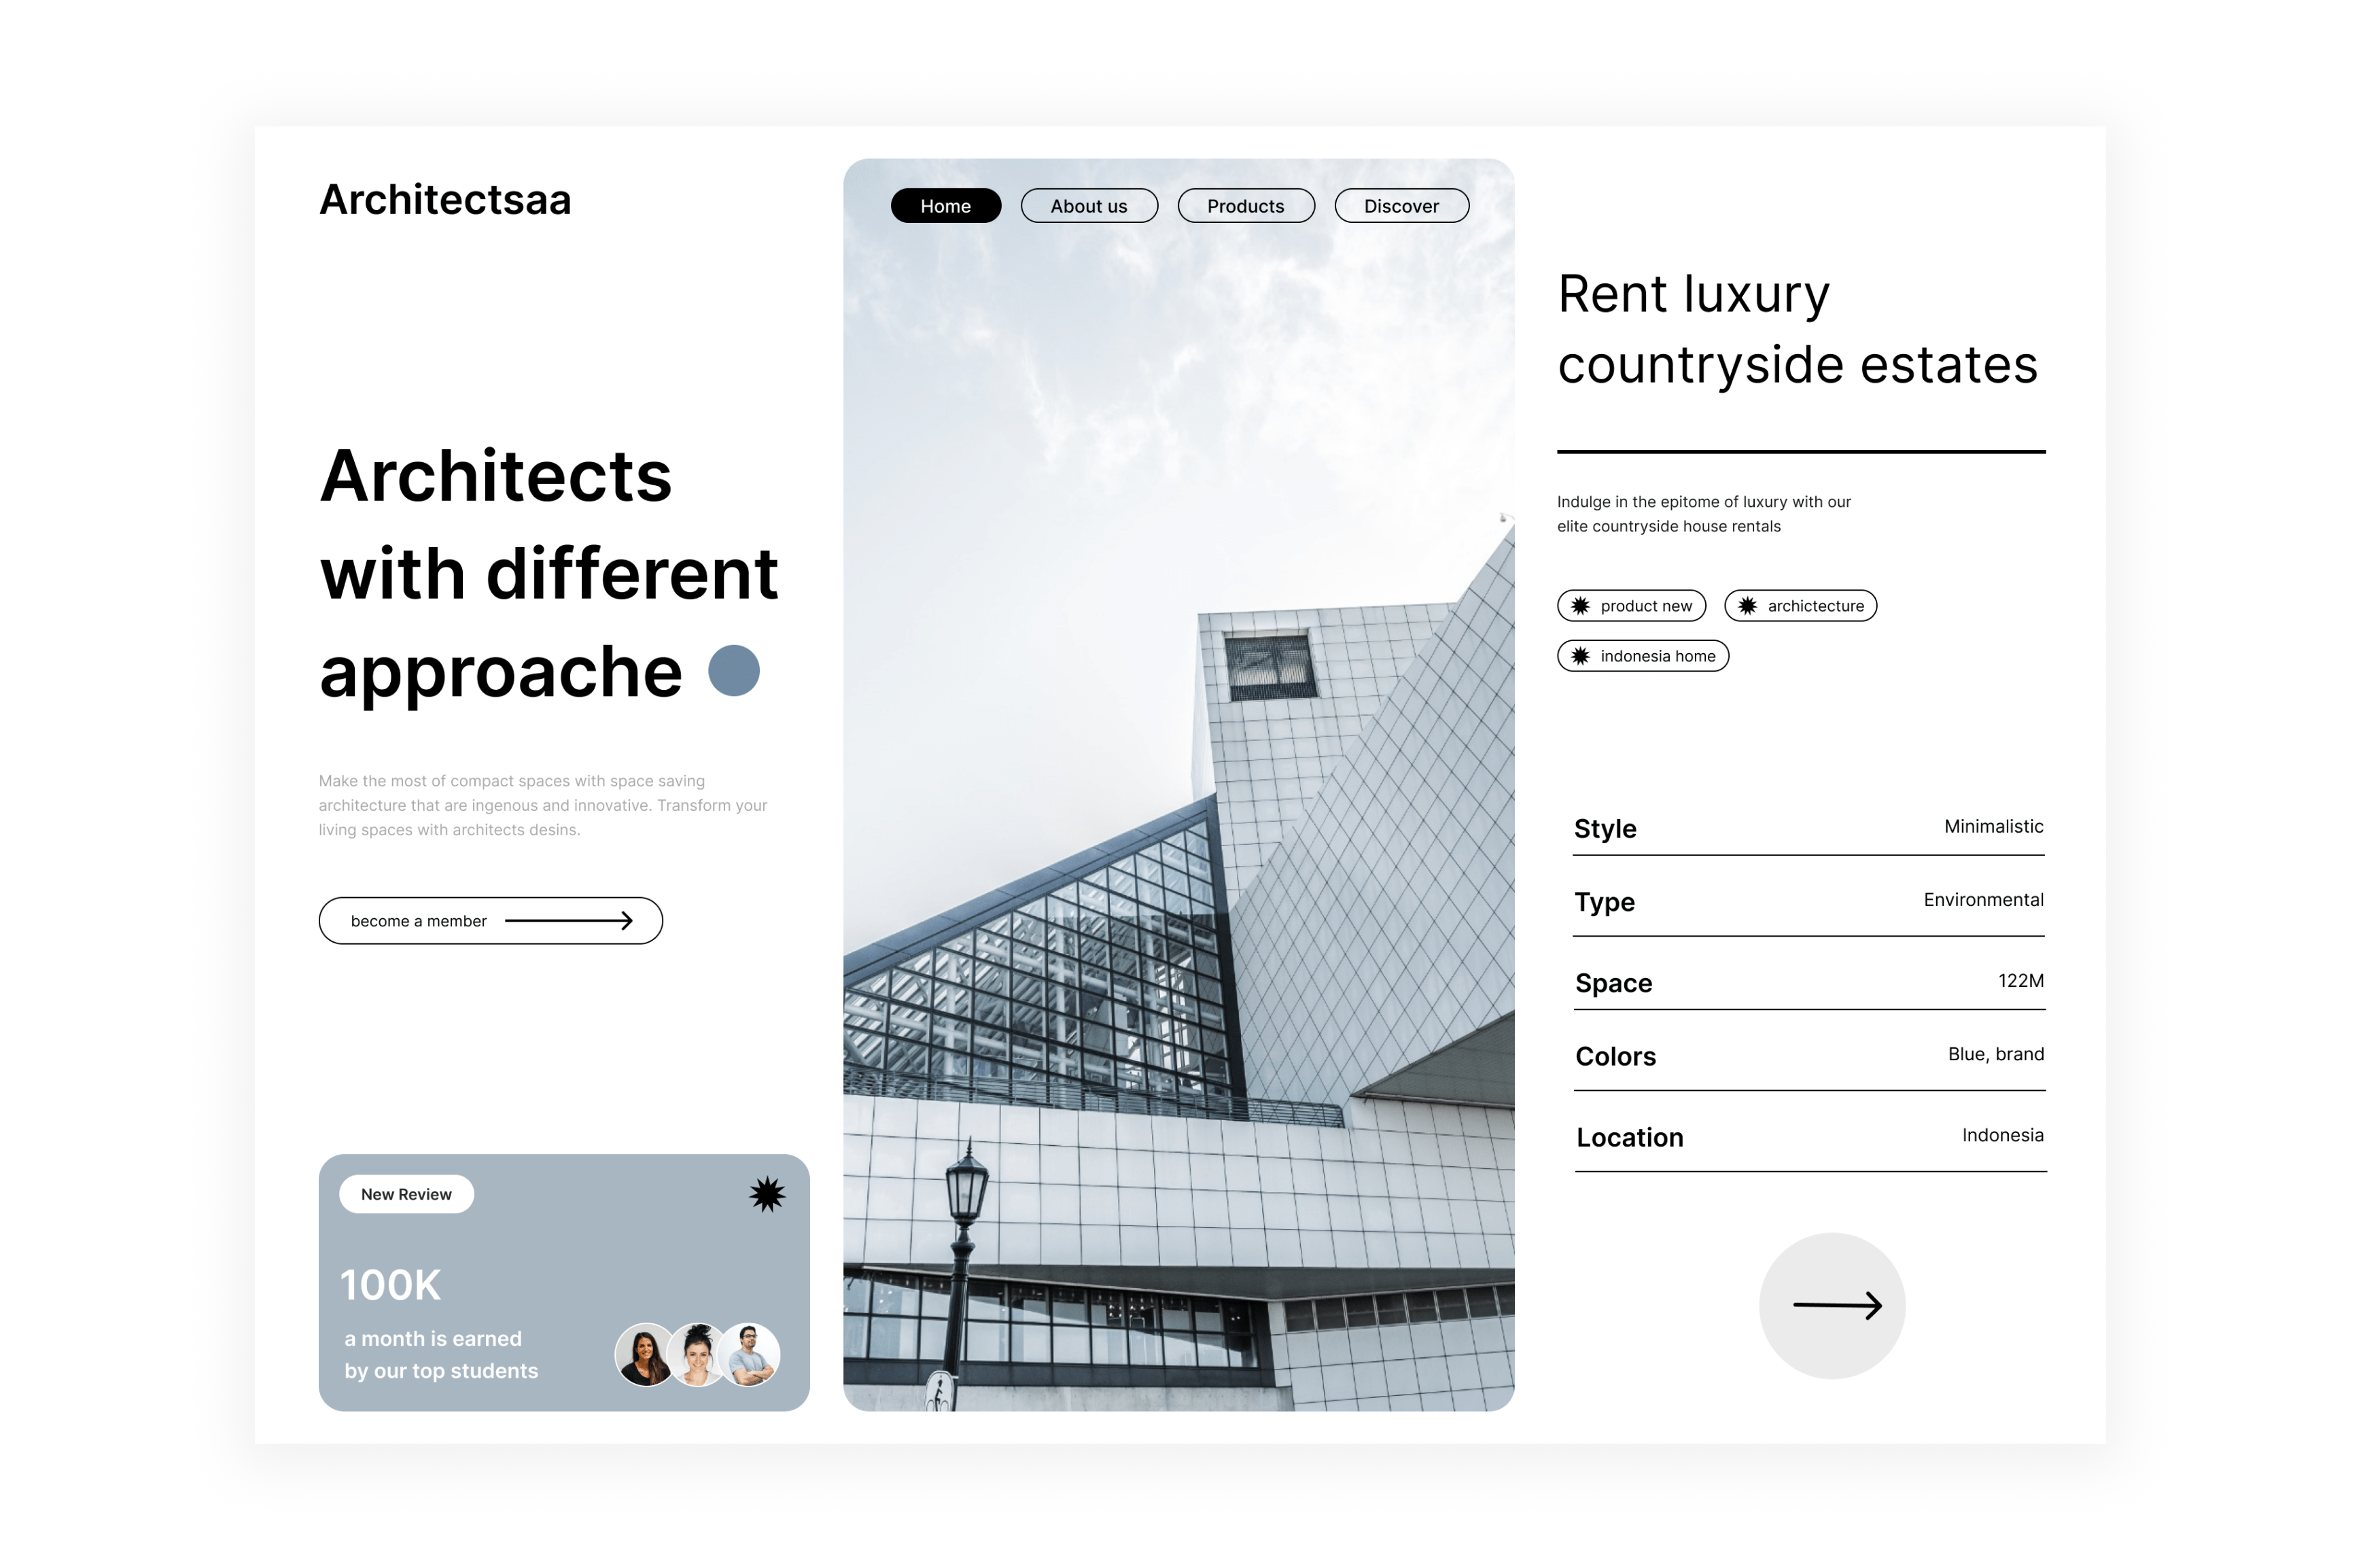 Architectsaa
Home
About us
Products
Discover
Architects
with different
approache
Make the most of compact spaces with space saving
architecture that are ingenous and innovative. Transform your
living spaces with architects desins.
become a member
New Review
100K
a month is earned
by our top students
Rent luxury
countryside estates
Indulge in the epitome of luxury with our
elite countryside house rentals
product new
archictecture
indonesia home
Style
Minimalistic
Type
Environmental
Space
122M
Colors
Blue, brand
Location
Indonesia